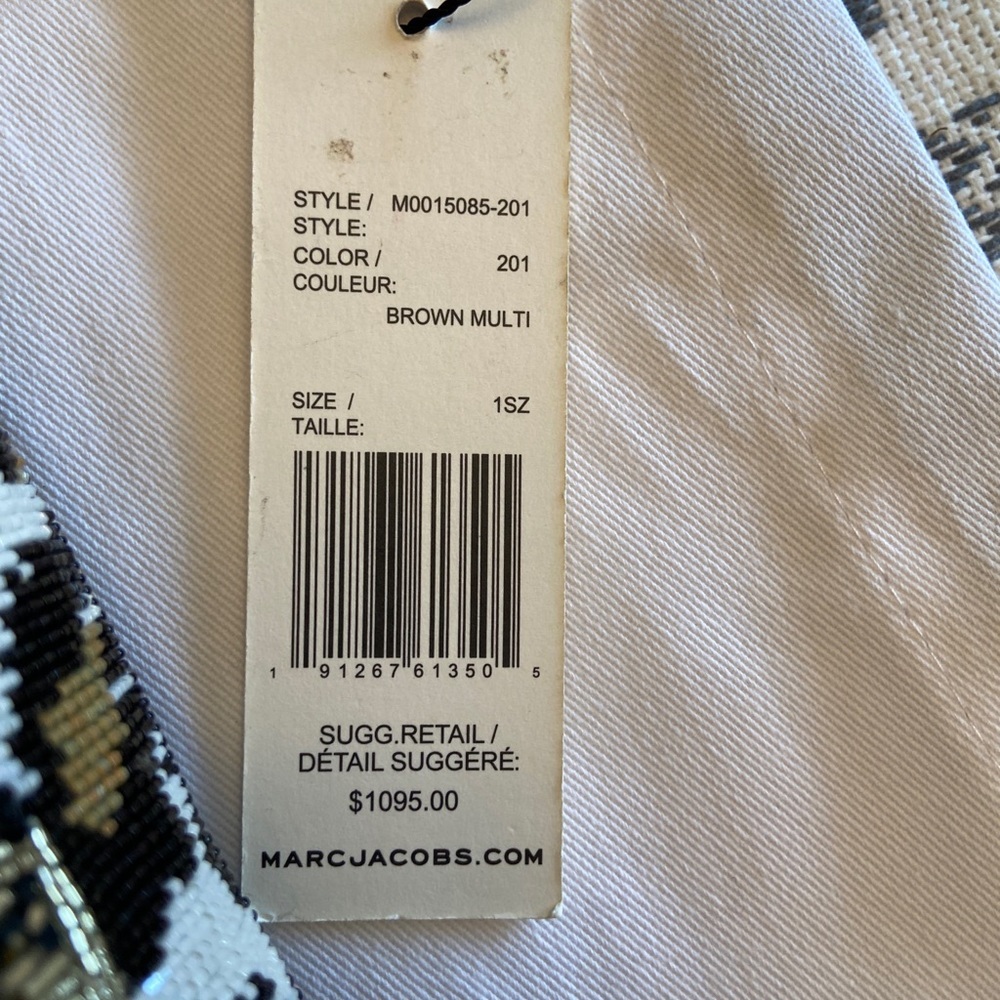 STYLE / M0015085-201
STYLE:
COLOR / 201
COULEUR:
BROWN MULTI
SIZE / 1SZ
TAILLE:
1 91267 61350 5
SUGG.RETAIL /
DÉTAIL SUGGÉRÉ:
$1095.00
MARCJACOBS.COM